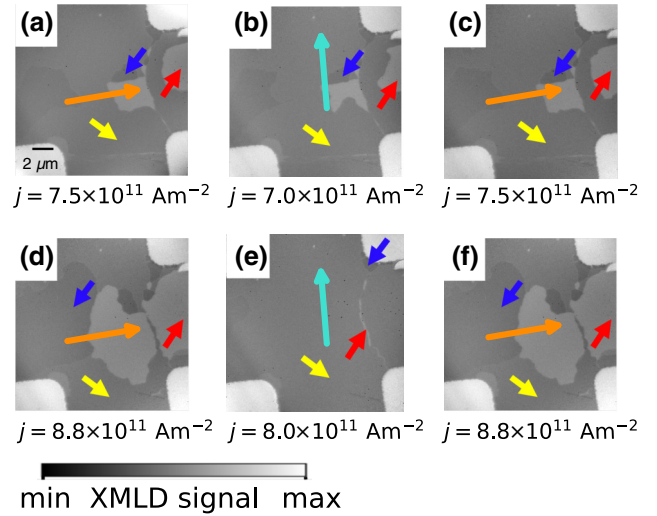 (a) (b) (c)
2 μm
j = 7.5×10¹¹ Am⁻² j = 7.0×10¹¹ Am⁻² j = 7.5×10¹¹ Am⁻²
(d) (e) (f)
j = 8.8×10¹¹ Am⁻² j = 8.0×10¹¹ Am⁻² j = 8.8×10¹¹ Am⁻²
min XMLD signal max